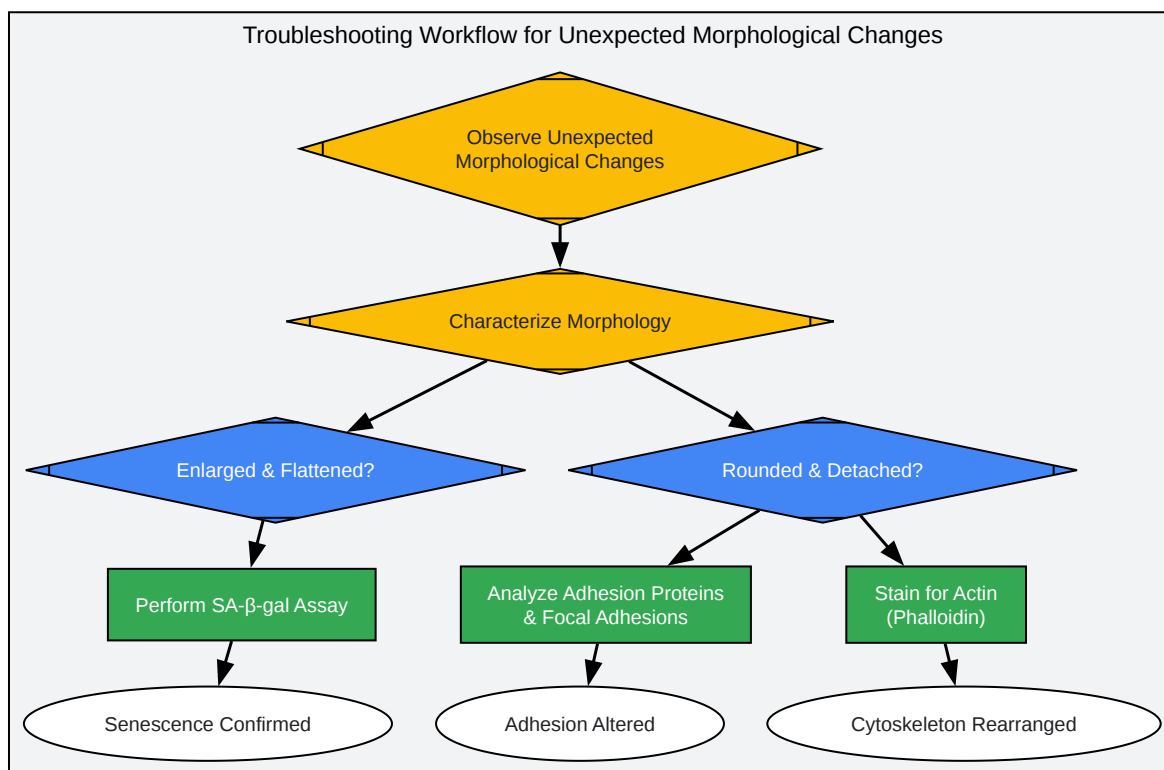 Troubleshooting Workflow for Unexpected Morphological Changes
Observe Unexpected
Morphological Changes
Characterize Morphology
Enlarged & Flattened?
Rounded & Detached?
Perform SA-β-gal Assay
Analyze Adhesion Proteins
& Focal Adhesions
Stain for Actin
(Phalloidin)
Senescence Confirmed
Adhesion Altered
Cytoskeleton Rearranged